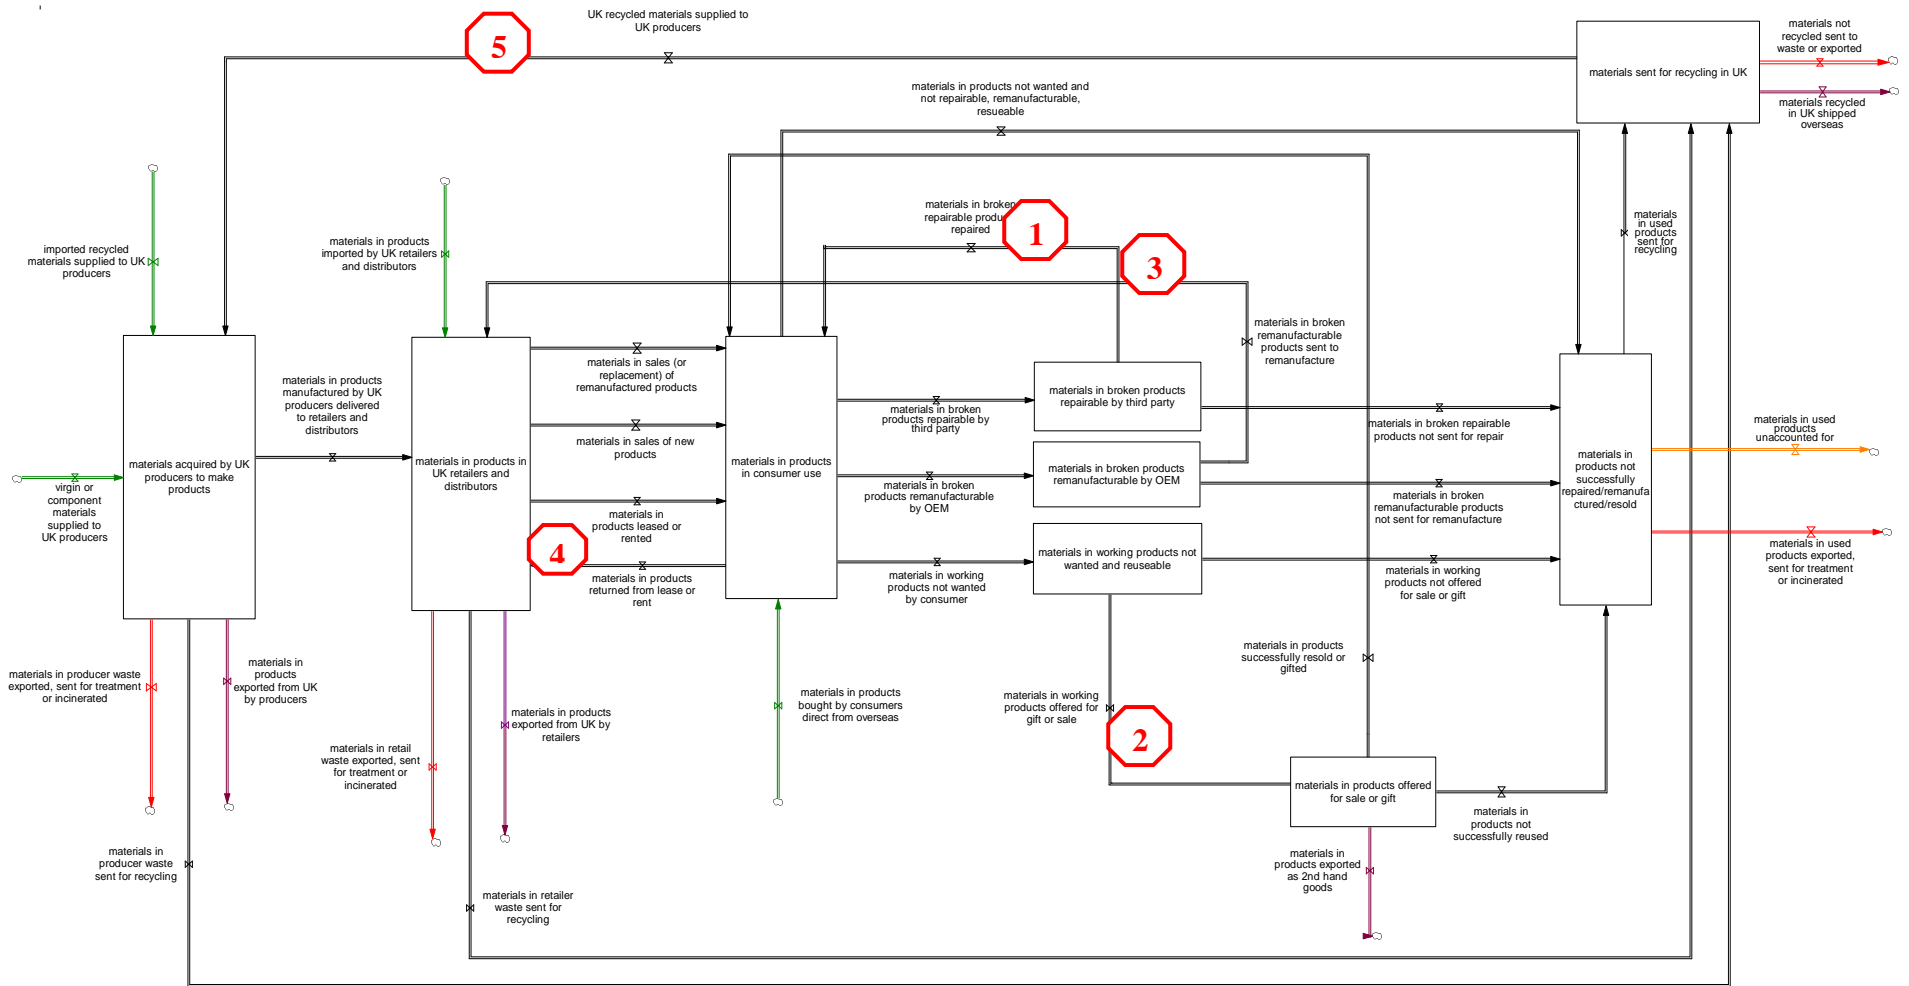 UK recycled materials supplied to
UK producers
5
materials sent for recycling in UK
materials not
recycled sent to
waste or exported
materials recycled
in UK shipped
overseas
materials in products not wanted and
not repairable, remanufacturable,
resueable
materials in broken
repairable
repaired
1
3
materials
in used
products
sent for
recycling
imported recycled
materials supplied to UK
producers
materials in products
imported by UK retailers
and distributors
materials in broken
remanufacturable
products sent to
remanufacture
materials in products
manufactured by UK
producers delivered
to retailers and
distributors
materials in sales (or
replacement) of
remanufactured products
materials in broken products
repairable by third party
materials in broken
products repairable by
third party
materials in broken repairable
products not sent for repair
materials in used
products
unaccounted for
materials acquired by UK
producers to make
products
materials in products in
UK retailers and
distributors
materials in sales of new
products
materials in products
in consumer use
materials in broken products
remanufacturable by OEM
materials in
products not
successfully
repaired/remanufa
ctured/resold
virgin or
component
materials
supplied to
UK producers
materials in
products leased or
rented
materials in broken
products remanufacturable
by OEM
materials in broken
remanufacturable products
not sent for remanufacture
4
materials in working products not
wanted and reuseable
materials in used
products exported,
sent for treatment
or incinerated
materials in products
returned from lease or
rent
materials in working
products not wanted
by consumer
materials in working
products not offered
for sale or gift
materials in producer waste
exported, sent for treatment
or incinerated
materials in
products
exported from UK
by producers
materials in products
exported from UK by
retailers
materials in products
bought by consumers
direct from overseas
materials in working
products offered for
gift or sale
materials in products
successfully resold or
gifted
2
materials in retail
waste exported, sent
for treatment or
incinerated
materials in products offered
for sale or gift
materials in
products not
successfully reused
materials in
producer waste
sent for recycling
materials in retailer
waste sent for
recycling
materials in
products exported
as 2nd hand
goods